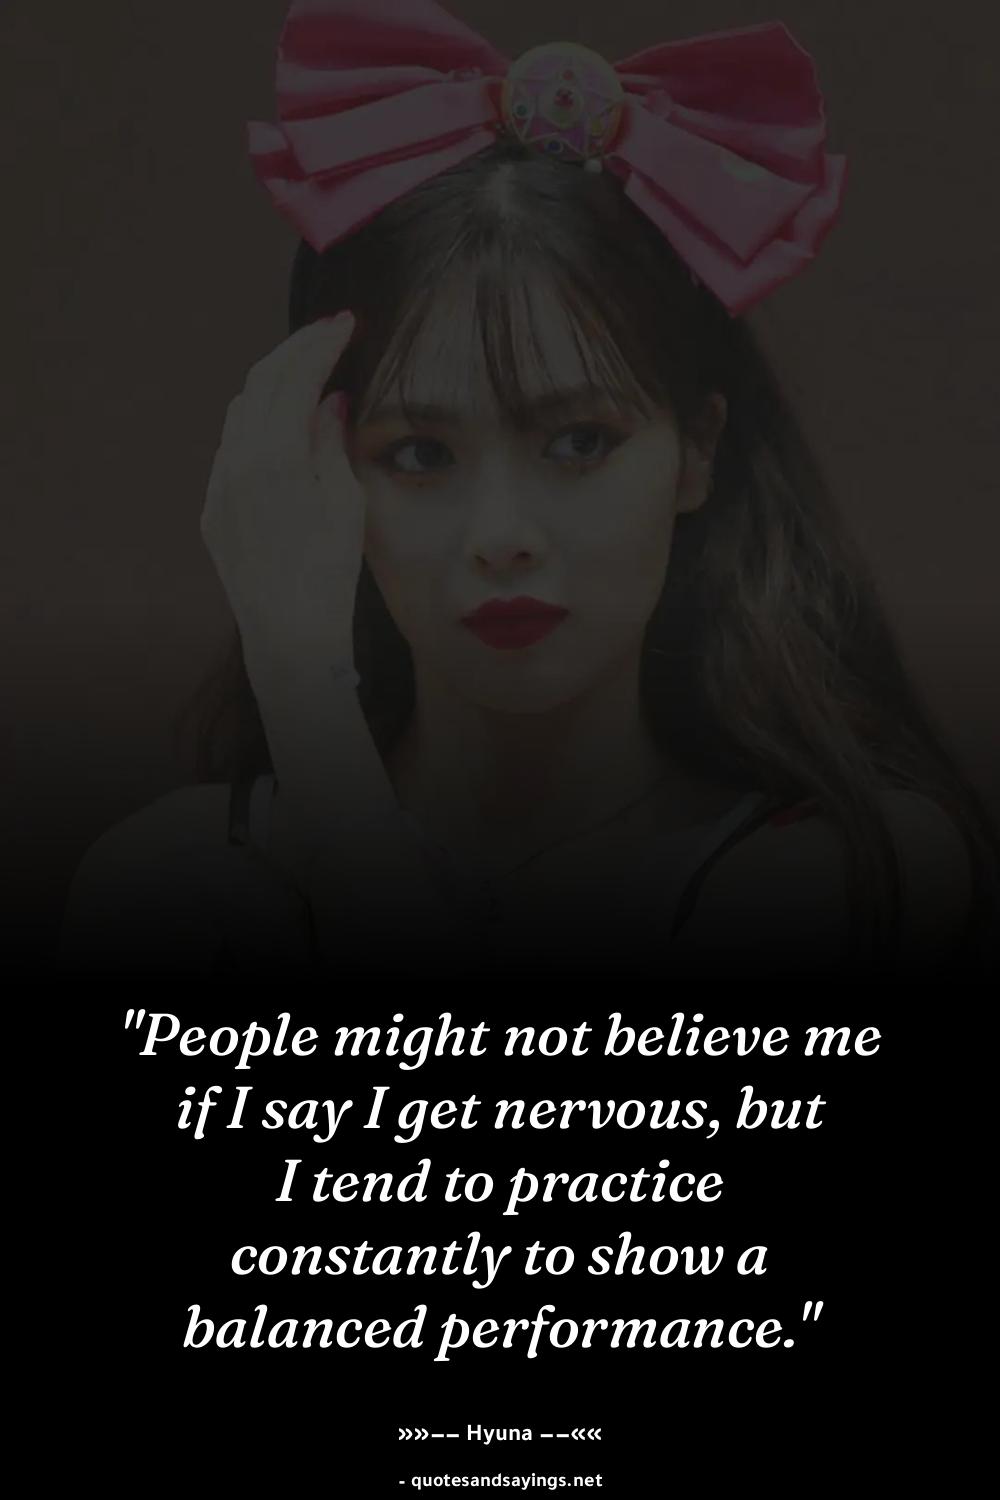 "People might not believe me
if I say I get nervous, but
I tend to practice
constantly to show a
balanced performance."
»»—— Hyuna ——««
- quotesandsayings.net